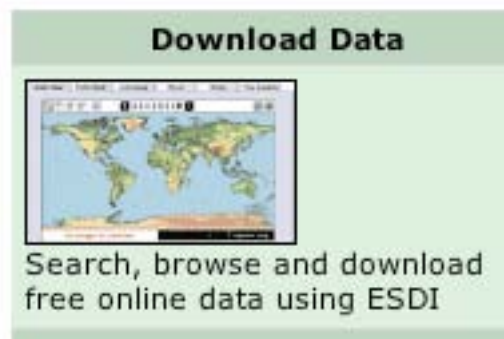 Download Data
Search, browse and download
free online data using ESDI